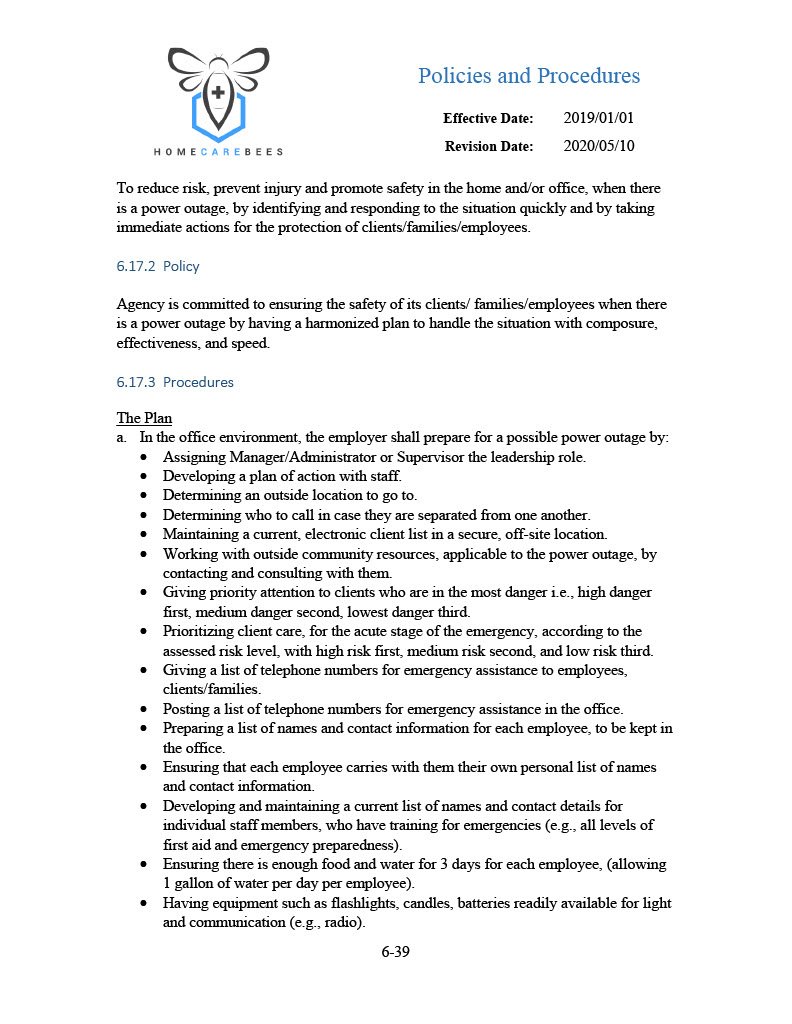 Policies and Procedures
Effective Date: 2019/01/01
Revision Date: 2020/05/10
HOMECAREBEES
To reduce risk, prevent injury and promote safety in the home and/or office, when there
is a power outage, by identifying and responding to the situation quickly and by taking
immediate actions for the protection of clients/families/employees.
6.17.2 Policy
Agency is committed to ensuring the safety of its clients/ families/employees when there
is a power outage by having a harmonized plan to handle the situation with composure,
effectiveness, and speed.
6.17.3 Procedures
The Plan
a. In the office environment, the employer shall prepare for a possible power outage by:
• Assigning Manager/Administrator or Supervisor the leadership role.
• Developing a plan of action with staff.
• Determining an outside location to go to.
• Determining who to call in case they are separated from one another.
• Maintaining a current, electronic client list in a secure, off-site location.
• Working with outside community resources, applicable to the power outage, by
contacting and consulting with them.
• Giving priority attention to clients who are in the most danger i.e., high danger
first, medium danger second, lowest danger third.
• Prioritizing client care, for the acute stage of the emergency, according to the
assessed risk level, with high risk first, medium risk second, and low risk third.
• Giving a list of telephone numbers for emergency assistance to employees,
clients/families.
• Posting a list of telephone numbers for emergency assistance in the office.
• Preparing a list of names and contact information for each employee, to be kept in
the office.
• Ensuring that each employee carries with them their own personal list of names
and contact information.
• Developing and maintaining a current list of names and contact details for
individual staff members, who have training for emergencies (e.g., all levels of
first aid and emergency preparedness).
• Ensuring there is enough food and water for 3 days for each employee, (allowing
1 gallon of water per day per employee).
• Having equipment such as flashlights, candles, batteries readily available for light
and communication (e.g., radio).
6-39